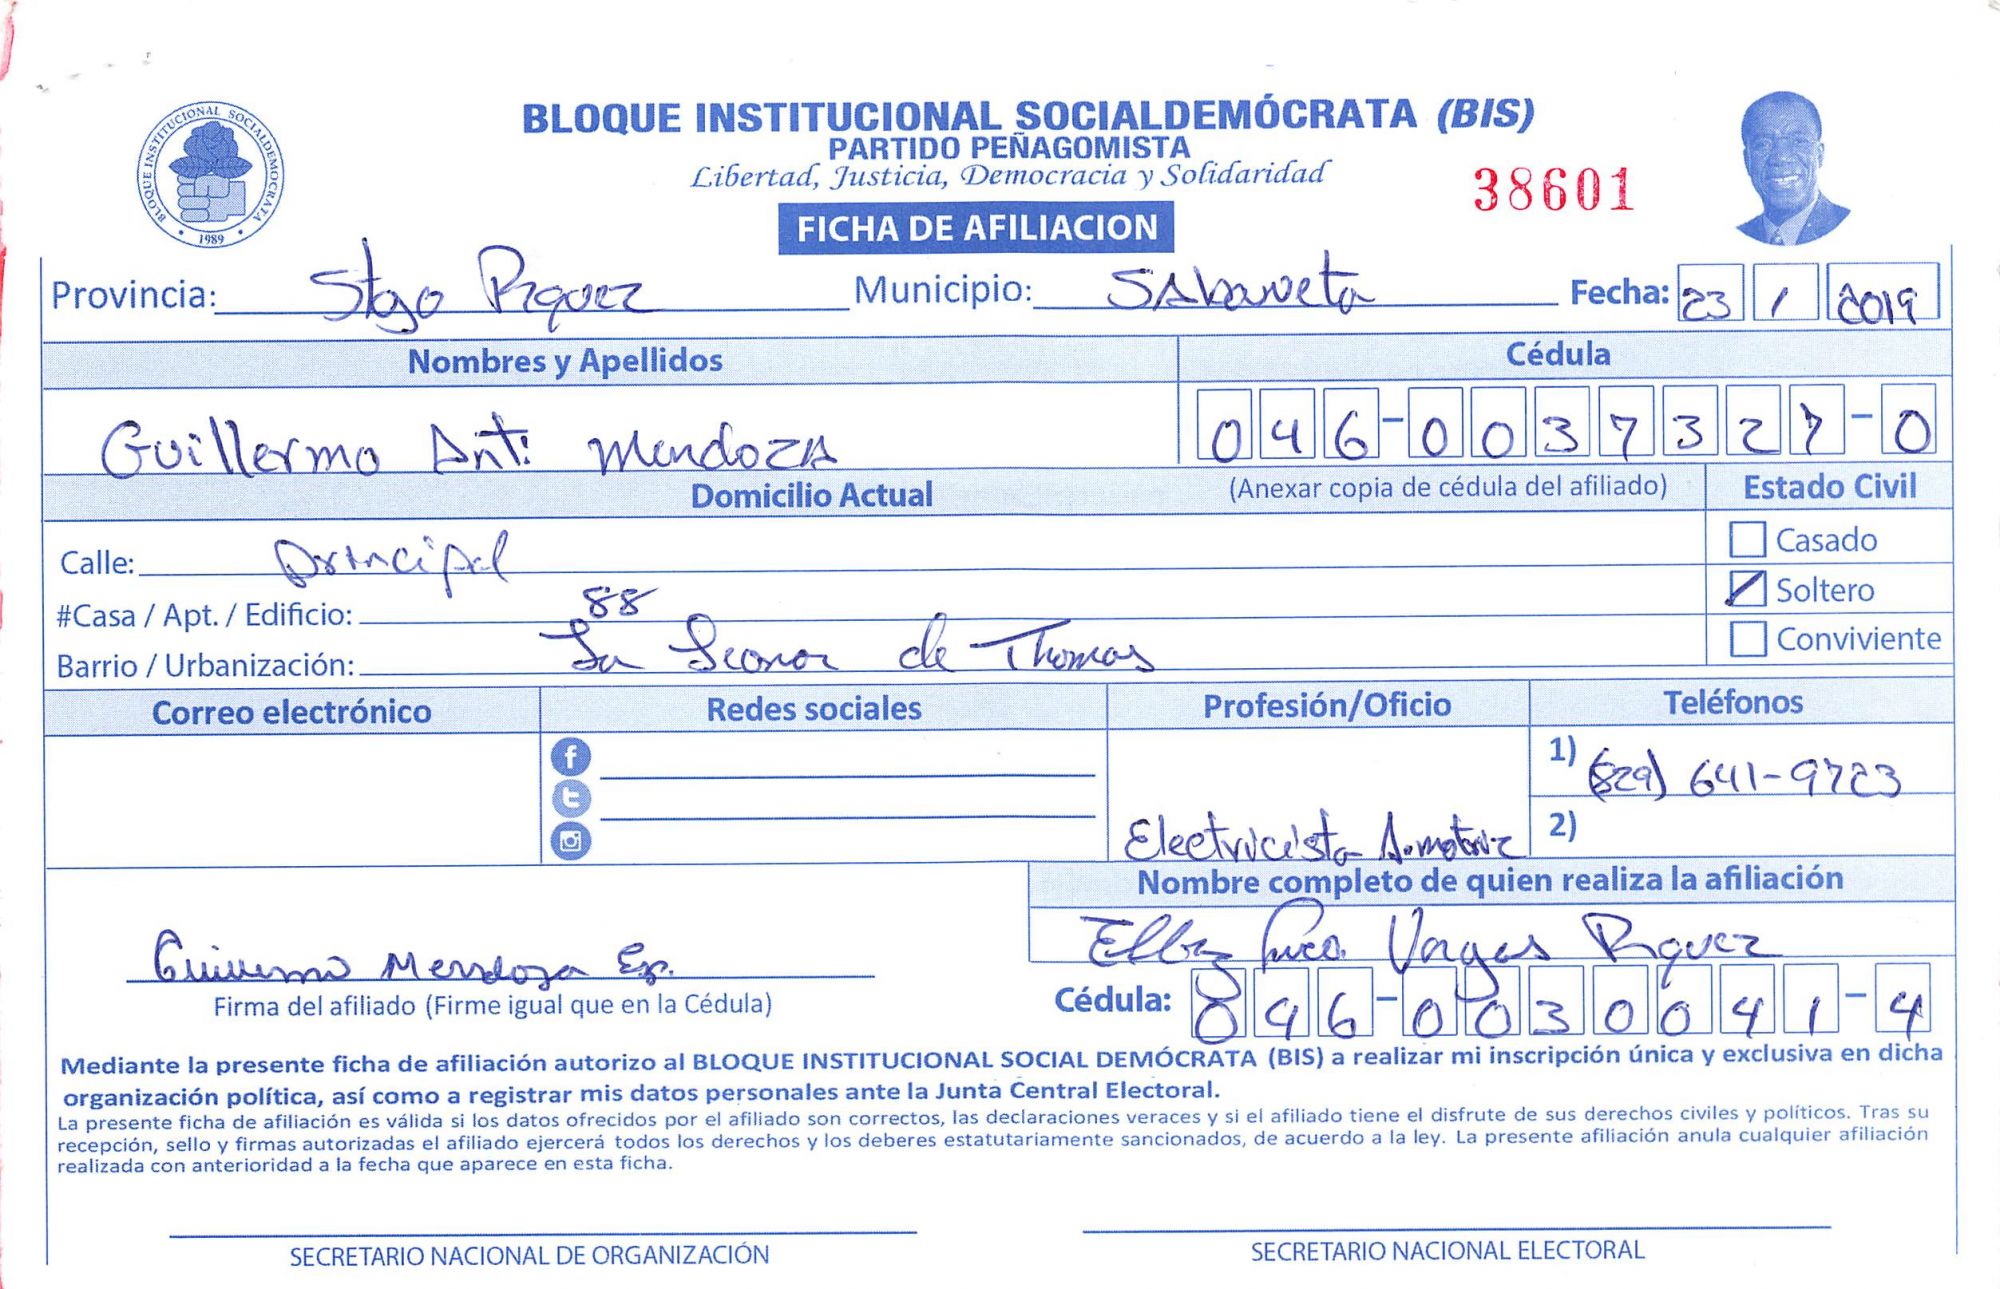 BLOQUE INSTITUCIONAL SOCIALDEMOCRATA
1989
BLOQUE INSTITUCIONAL SOCIALDEMÓCRATA (BIS)
PARTIDO PEÑAGOMISTA
Libertad, Justicia, Democracia y Solidaridad
38601
FICHA DE AFILIACION
Provincia: Stgo Rguez Municipio: SAbaneta Fecha: 23 1 2019
Nombres y Apellidos Cédula
Guillermo Ant: Mendoza 046-0037327-0
Domicilio Actual (Anexar copia de cédula del afiliado) Estado Civil
Calle: Principal Casado
#Casa / Apt. / Edificio: 88 Soltero
Barrio / Urbanización: La Leonor de Thomas Conviviente
Correo electrónico Redes sociales Profesión/Oficio Teléfonos
1) (829) 641-9723
Electricista 2)
Nombre completo de quien realiza la afiliación
Vargas Rguez
Guillermo Mendoza Esp.
Firma del afiliado (Firme igual que en la Cédula) Cédula: 046-0030041-4
Mediante la presente ficha de afiliación autorizo al BLOQUE INSTITUCIONAL SOCIAL DEMÓCRATA (BIS) a realizar mi inscripción única y exclusiva en dicha
organización política, así como a registrar mis datos personales ante la Junta Central Electoral.
La presente ficha de afiliación es válida si los datos ofrecidos por el afiliado son correctos, las declaraciones veraces y si el afiliado tiene el disfrute de sus derechos civiles y políticos. Tras su
recepción, sello y firmas autorizadas el afiliado ejercerá todos los derechos y los deberes estatutariamente sancionados, de acuerdo a la ley. La presente afiliación anula cualquier afiliación
realizada con anterioridad a la fecha que aparece en esta ficha.
SECRETARIO NACIONAL DE ORGANIZACIÓN SECRETARIO NACIONAL ELECTORAL